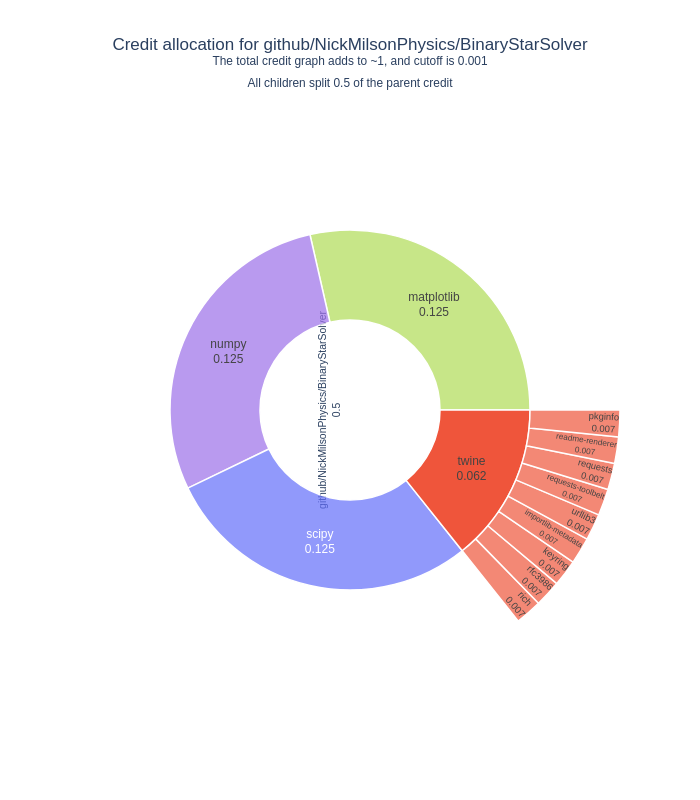 Credit allocation for github/NickMilsonPhysics/BinaryStarSolver
The total credit graph adds to ~1, and cutoff is 0.001
All children split 0.5 of the parent credit
matplotlib
0.125
numpy
0.125
github/NickMilsonPhysics/BinaryStarSolver
0.5
scipy
0.125
twine
0.062
pkginfo
0.007
readme-renderer
0.007
requests
0.007
requests-toolbelt
0.007
urllib3
0.007
importlib-metadata
0.007
keyring
0.007
rfc3986
0.007
rich
0.007